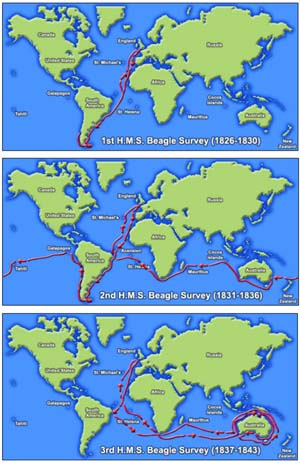 Canada
England
Russia
United States
St. Michael's
Africa
Galapagos
South
America
Cocos
Islands
Tahiti
St. Helena
Mauritius
Australia
New
Zealand
1st H.M.S. Beagle Survey (1826-1830)
Canada
England
Russia
United States
St. Michael's
Africa
Galapagos
South
America
Ascension
Cocos
Islands
Tahiti
St. Helena
Mauritius
Australia
New
Zealand
2nd H.M.S. Beagle Survey (1831-1836)
Canada
England
Russia
United States
St. Michael's
Africa
Galapagos
South
America
Cocos
Islands
Tahiti
St. Helena
Mauritius
Australia
New
Zealand
3rd H.M.S. Beagle Survey (1837-1843)